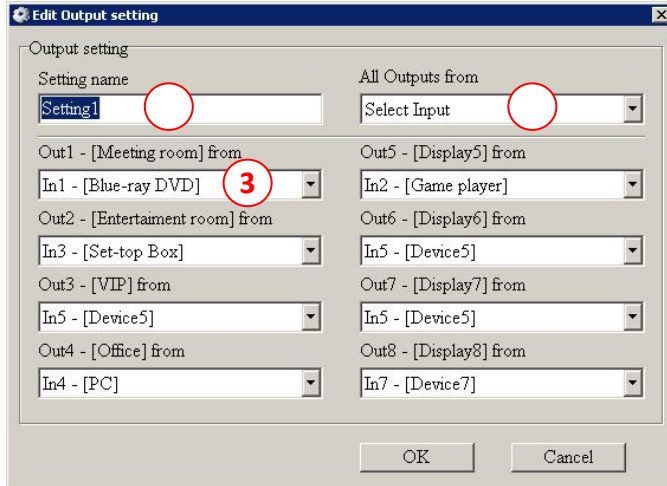 Edit Output setting
Output setting
Setting name
All Outputs from
Setting1
Select Input
Out1 - [Meeting room] from
Out5 - [Display5] from
In1 - [Blue-ray DVD]
3
In2 - [Game player]
Out2 - [Entertaiment room] from
Out6 - [Display6] from
In3 - [Set-top Box]
In5 - [Device5]
Out3 - [VIP] from
Out7 - [Display7] from
In5 - [Device5]
In5 - [Device5]
Out4 - [Office] from
Out8 - [Display8] from
In4 - [PC]
In7 - [Device7]
OK
Cancel